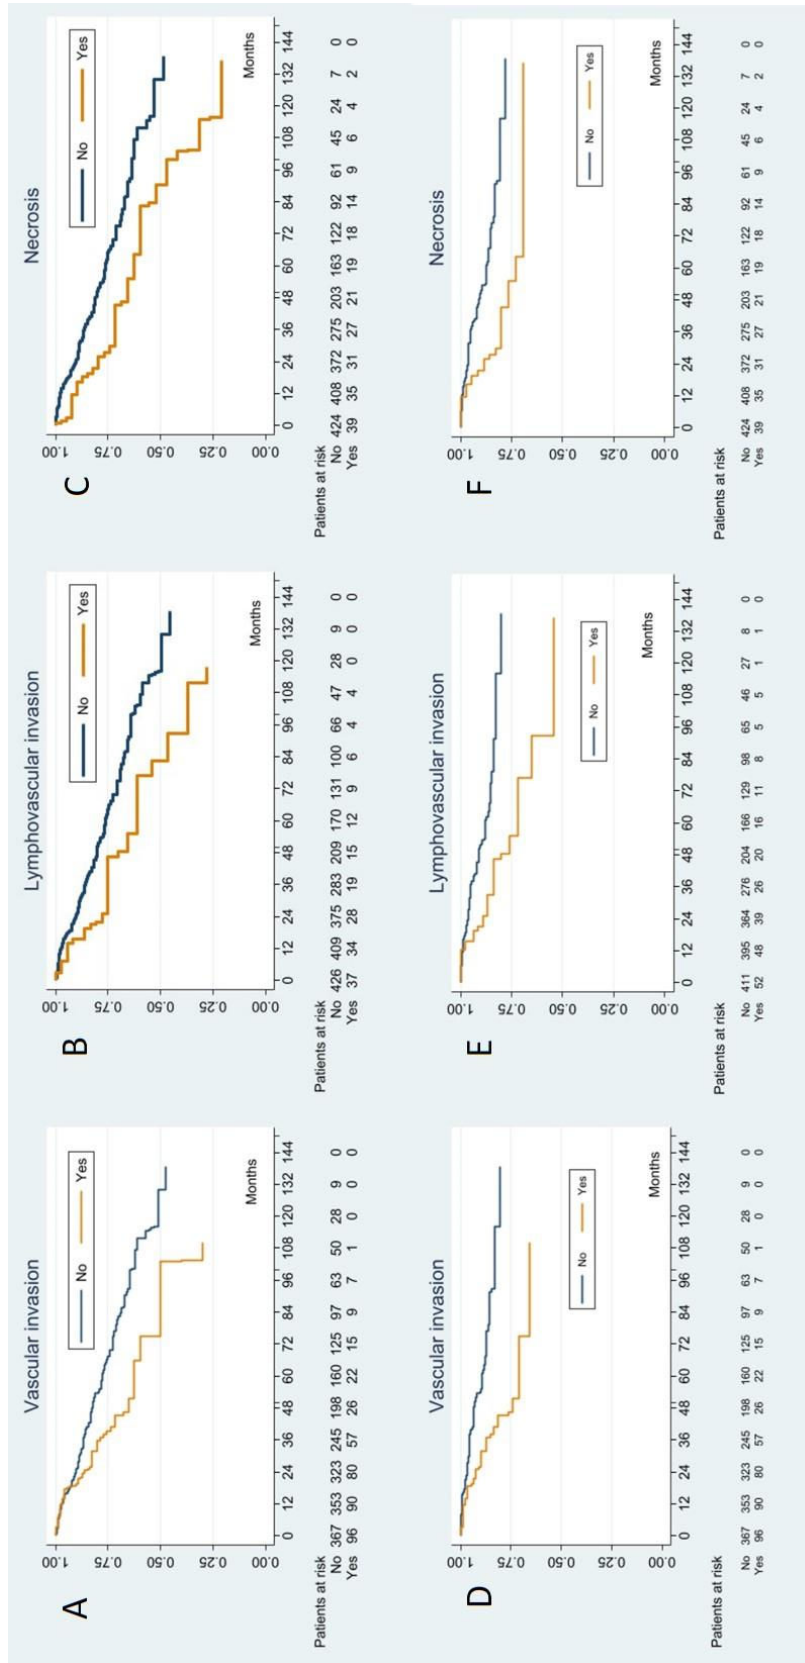 A
Vascular invasion
No Yes
1.00
0.75
0.50
0.25
0.00
Months
0 12 24 36 48 60 72 84 96 108 120 132 144
Patients at risk
No 367 353 323 245 198 160 125 97 63 50 28 9 0
Yes 96 90 80 57 26 22 15 9 7 1 0 0 0
B
Lymphovascular invasion
No Yes
1.00
0.75
0.50
0.25
0.00
Months
0 12 24 36 48 60 72 84 96 108 120 132 144
Patients at risk
No 426 409 375 283 209 170 131 100 66 47 28 9 0
Yes 37 34 28 19 15 12 9 6 4 4 0 0 0
C
Necrosis
No Yes
1.00
0.75
0.50
0.25
0.00
Months
0 12 24 36 48 60 72 84 96 108 120 132 144
Patients at risk
No 424 408 372 275 203 163 122 92 61 45 24 7 0
Yes 39 35 31 27 21 19 18 14 9 6 4 2 0
D
Vascular invasion
1.00
0.75
0.50
0.25
0.00
No Yes
Months
0 12 24 36 48 60 72 84 96 108 120 132 144
Patients at risk
No 367 353 323 245 198 160 125 97 63 50 28 9 0
Yes 96 90 80 57 26 22 15 9 7 1 0 0 0
E
Lymphovascular invasion
1.00
0.75
0.50
0.25
0.00
No Yes
Months
0 12 24 36 48 60 72 84 96 108 120 132 144
Patients at risk
No 411 395 364 276 204 166 129 98 65 46 27 8 0
Yes 52 48 39 26 20 16 11 8 5 5 1 1 0
F
Necrosis
1.00
0.75
0.50
0.25
0.00
No Yes
Months
0 12 24 36 48 60 72 84 96 108 120 132 144
Patients at risk
No 424 408 372 275 203 163 122 92 61 45 24 7 0
Yes 39 35 31 27 21 19 18 14 9 6 4 2 0